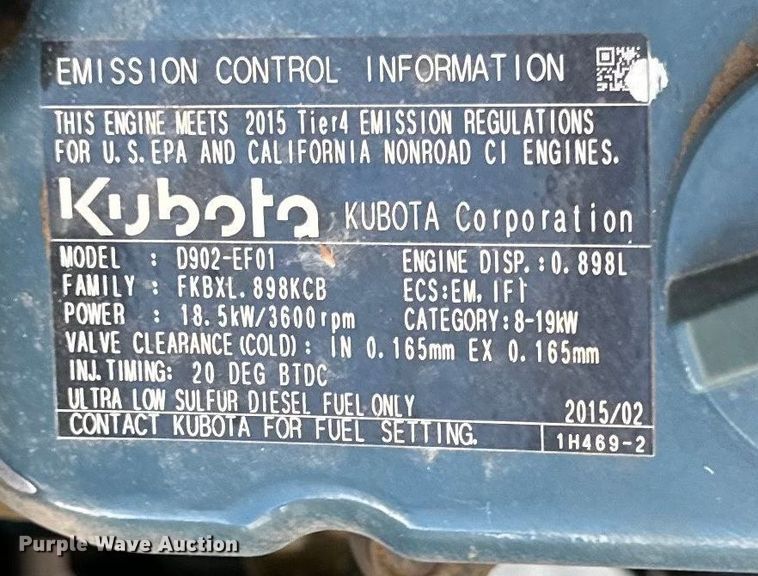 EMISSION CONTROL INFORMATION
THIS ENGINE MEETS 2015 Tier4 EMISSION REGULATIONS
FOR U.S.EPA AND CALIFORNIA NONROAD CI ENGINES.
Kubota KUBOTA Corporation
MODEL : D902-EF01 ENGINE DISP.:0.898L
FAMILY : FKBXL.898KCB ECS:EM,IFI
POWER : 18.5kW/3600rpm CATEGORY:8-19kW
VALVE CLEARANCE(COLD): IN 0.165mm EX 0.165mm
INJ.TIMING: 20 DEG BTDC
ULTRA LOW SULFUR DIESEL FUEL ONLY 2015/02
CONTACT KUBOTA FOR FUEL SETTING. 1H469-2
Purple Wave Auction